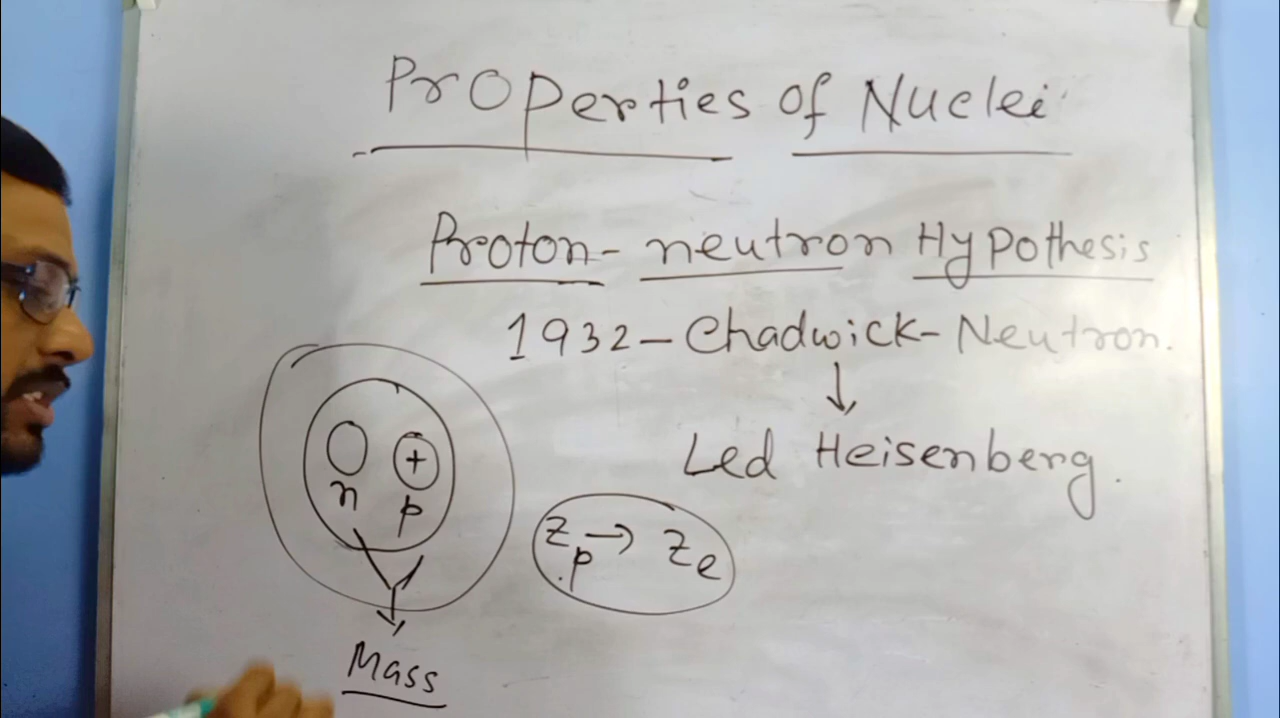 Properties of Nuclei
Proton- neutron Hypothesis
1932-Chadwick-Neutron.
↓
Led Heisenberg.
+
n p
Zp → Ze
Mass